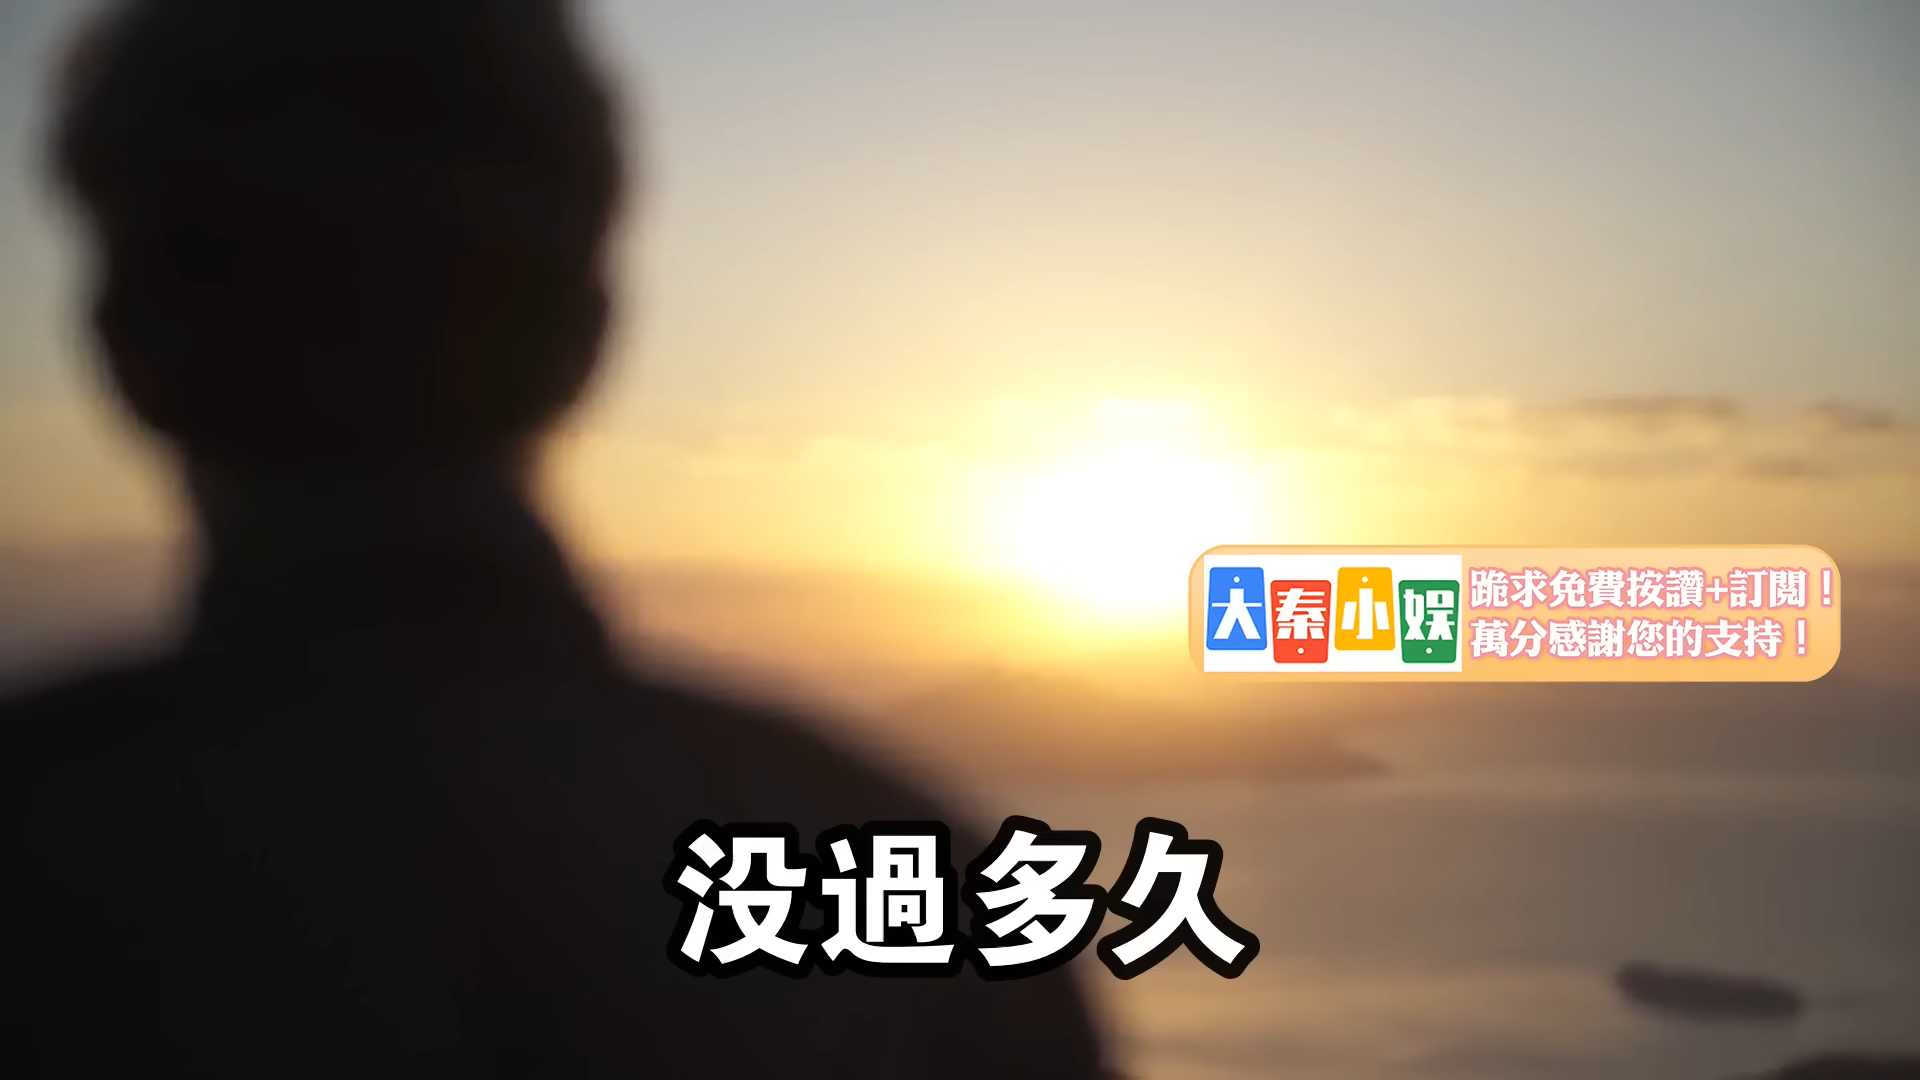 大秦小娱
跪求免費按讚+訂閱！
萬分感謝您的支持！
没過多久